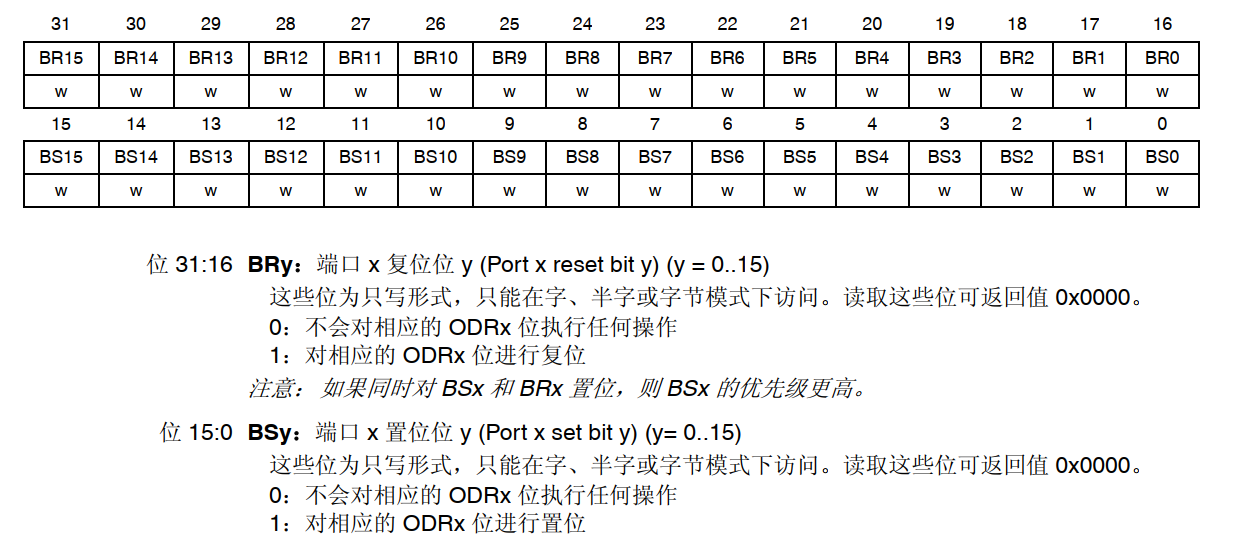 31 30 29 28 27 26 25 24 23 22 21 20 19 18 17 16
BR15 BR14 BR13 BR12 BR11 BR10 BR9 BR8 BR7 BR6 BR5 BR4 BR3 BR2 BR1 BR0
w w w w w w w w w w w w w w w w
15 14 13 12 11 10 9 8 7 6 5 4 3 2 1 0
BS15 BS14 BS13 BS12 BS11 BS10 BS9 BS8 BS7 BS6 BS5 BS4 BS3 BS2 BS1 BS0
w w w w w w w w w w w w w w w w
位 31:16 BRy：端口 x 复位位 y (Port x reset bit y) (y = 0..15)
这些位为只写形式，只能在字、半字或字节模式下访问。读取这些位可返回值 0x0000。
0：不会对相应的 ODRx 位执行任何操作
1：对相应的 ODRx 位进行复位
注意： 如果同时对 BSx 和 BRx 置位，则 BSx 的优先级更高。
位 15:0 BSy：端口 x 置位位 y (Port x set bit y) (y= 0..15)
这些位为只写形式，只能在字、半字或字节模式下访问。读取这些位可返回值 0x0000。
0：不会对相应的 ODRx 位执行任何操作
1：对相应的 ODRx 位进行置位